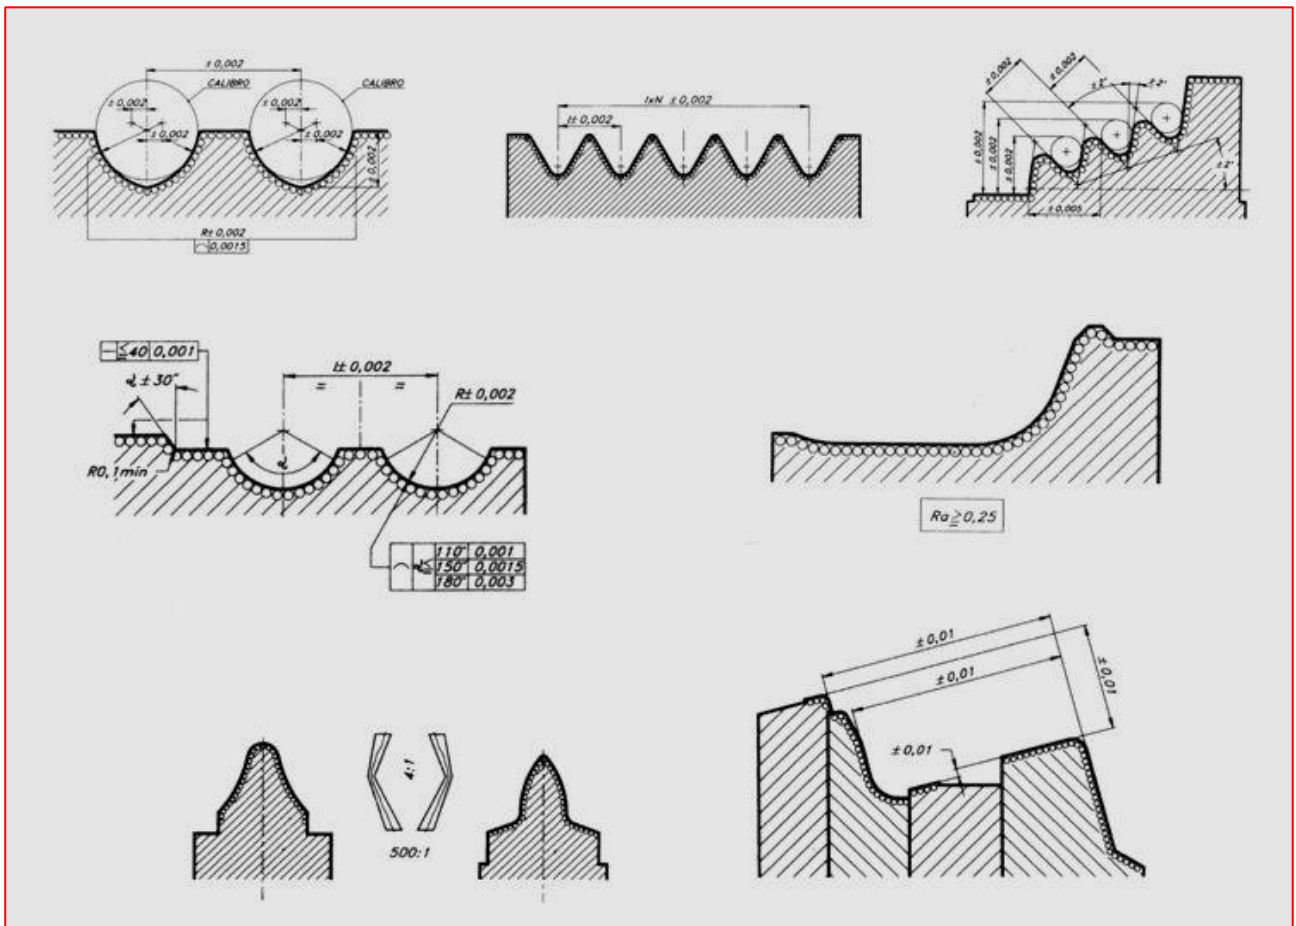 ± 0,002
CALIBRO
CALIBRO
± 0,002
± 0,002
± 0,002
± 0,002
± 0,002
R± 0,002
0,0015
l×N ± 0,002
l± 0,002
± 0,002
± 0,002
± 2'
± 2'
± 0,002
± 0,002
± 0,002
± 2'
± 0,005
≤40 0,001
α ± 30"
R0,1min
l± 0,002
= =
R± 0,002
α
α≤
110° 0,001
150° 0,0015
180° 0,003
Ra ≥ 0,25
4:1
500:1
± 0,01
± 0,01
± 0,01
± 0,01